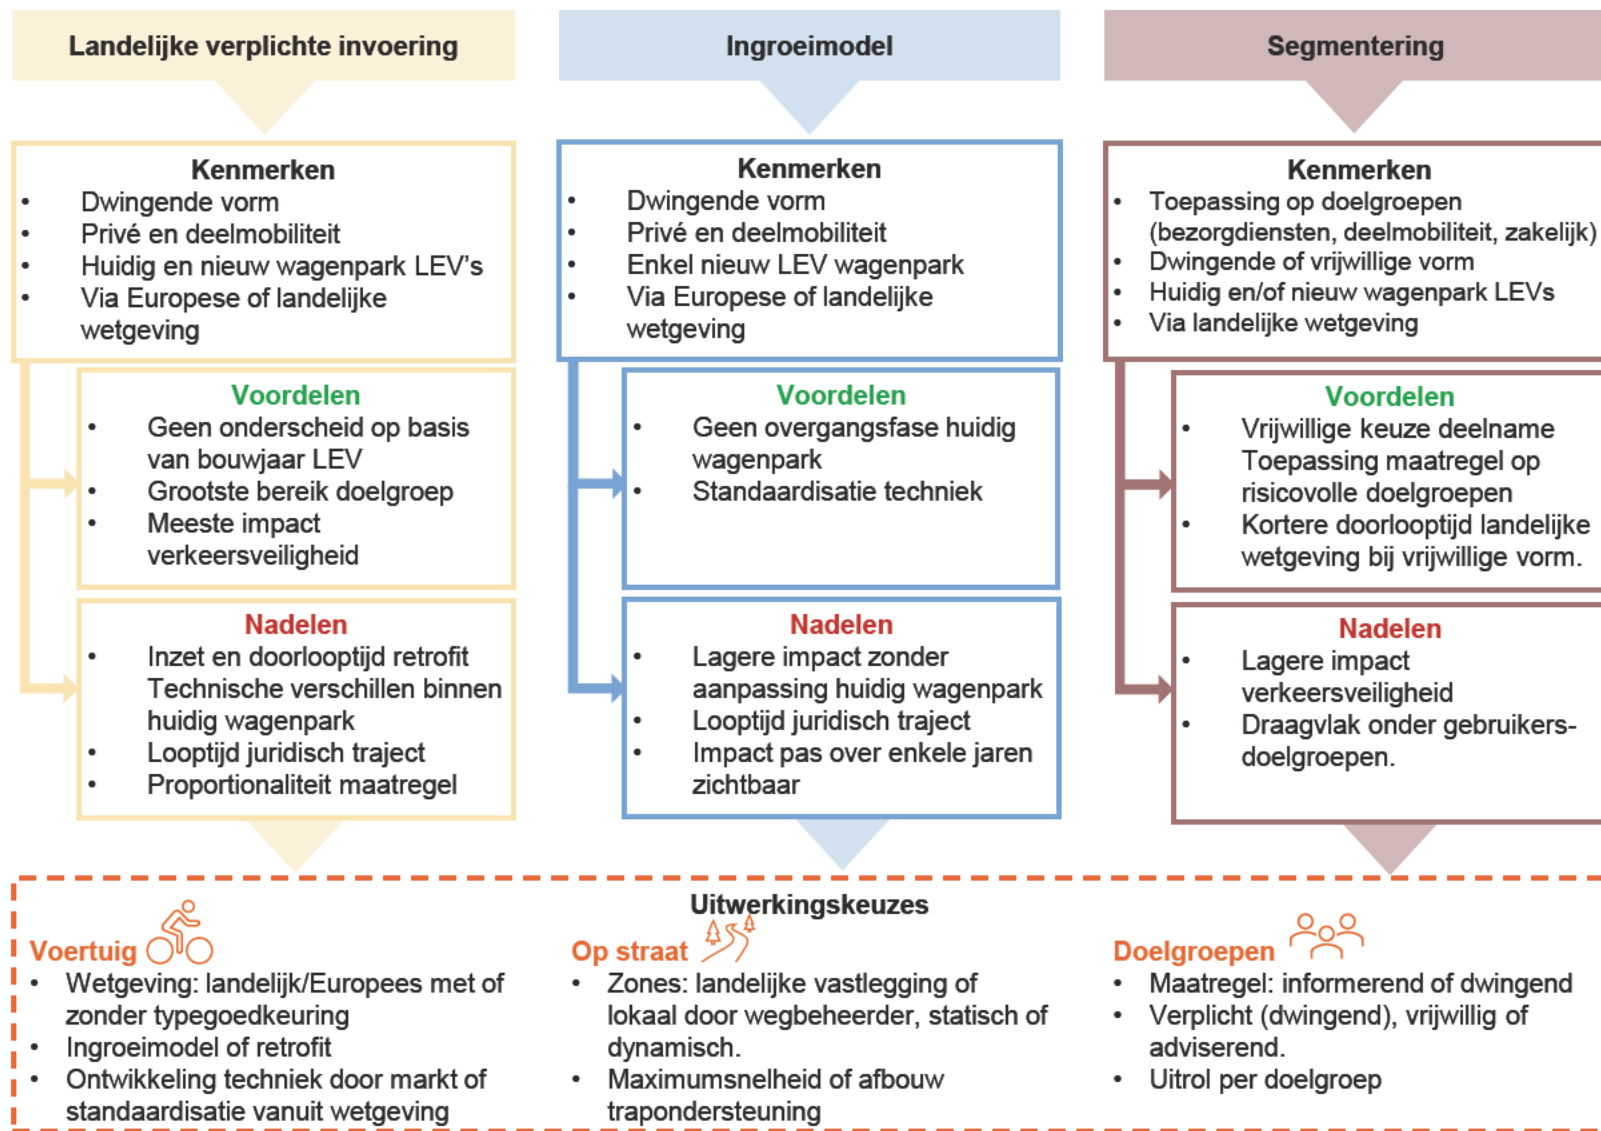 Landelijke verplichte invoering
Kenmerken
• Dwingende vorm
• Privé en deelmobiliteit
• Huidig en nieuw wagenpark LEV's
• Via Europese of landelijke
wetgeving
Voordelen
• Geen onderscheid op basis
van bouwjaar LEV
• Grootste bereik doelgroep
• Meeste impact
verkeersveiligheid
Nadelen
• Inzet en doorlooptijd retrofit
Technische verschillen binnen
huidig wagenpark
• Looptijd juridisch traject
• Proportionaliteit maatregel
Ingroeimodel
Kenmerken
• Dwingende vorm
• Privé en deelmobiliteit
• Enkel nieuw LEV wagenpark
• Via Europese of landelijke
wetgeving
Voordelen
• Geen overgangsfase huidig
wagenpark
• Standaardisatie techniek
Nadelen
• Lagere impact zonder
aanpassing huidig wagenpark
• Looptijd juridisch traject
• Impact pas over enkele jaren
zichtbaar
Segmentering
Kenmerken
• Toepassing op doelgroepen
(bezorgdiensten, deelmobiliteit, zakelijk)
• Dwingende of vrijwillige vorm
• Huidig en/of nieuw wagenpark LEVs
• Via landelijke wetgeving
Voordelen
• Vrijwillige keuze deelname
Toepassing maatregel op
risicovolle doelgroepen
• Kortere doorlooptijd landelijke
wetgeving bij vrijwillige vorm.
Nadelen
• Lagere impact
verkeersveiligheid
• Draagvlak onder gebruikers-
doelgroepen.
Uitwerkingskeuzes
Voertuig
• Wetgeving: landelijk/Europees met of
zonder typegoedkeuring
• Ingroeimodel of retrofit
• Ontwikkeling techniek door markt of
standaardisatie vanuit wetgeving
Op straat
• Zones: landelijke vastlegging of
lokaal door wegbeheerder, statisch of
dynamisch.
• Maximumsnelheid of afbouw
trapondersteuning
Doelgroepen
• Maatregel: informerend of dwingend
• Verplicht (dwingend), vrijwillig of
adviserend.
• Uitrol per doelgroep